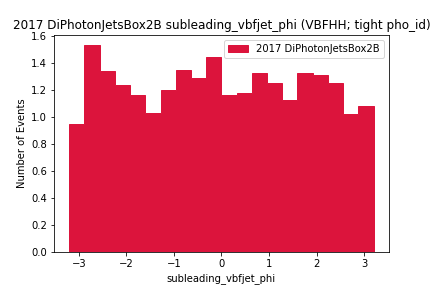 2017 DiPhotonJetsBox2B subleading_vbfjet_phi (VBFHH; tight pho_id)
2017 DiPhotonJetsBox2B
Number of Events
1.6
1.4
1.2
1.0
0.8
0.6
0.4
0.2
0.0
−3 −2 −1 0 1 2 3
subleading_vbfjet_phi